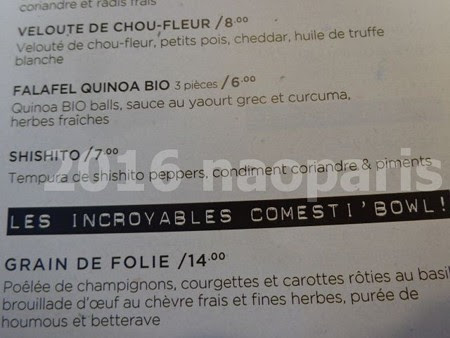 coriandre et radis frais
VELOUTE DE CHOU-FLEUR /8.00
Velouté de chou-fleur, petits pois, cheddar, huile de truffe
blanche
FALAFEL QUINOA BIO 3 pièces /6.00
Quinoa BIO balls, sauce au yaourt grec et curcuma,
herbes fraîches
SHISHITO /7.00
Tempura de shishito peppers, condiment coriandre & piments
2016 naoparis
LES INCROYABLES COMESTI'BOWL!
GRAIN DE FOLIE /14.00
Poêlée de champignons, courgettes et carottes rôties au basil
brouillade d'œuf au chèvre frais et fines herbes, purée de
houmous et betterave